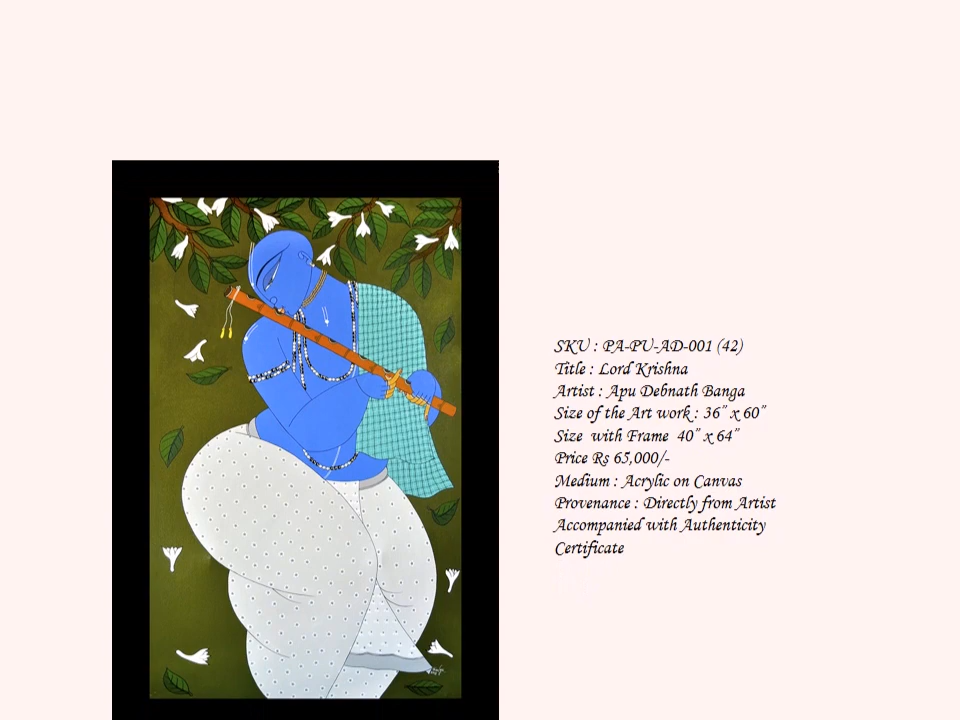 SKU : PA-PU-AD-001 (42)
Title : Lord Krishna
Artist : Apu Debnath Banga
Size of the Art work : 36” x 60”
Size with Frame 40” x 64”
Price Rs 65,000/-
Medium : Acrylic on Canvas
Provenance : Directly from Artist
Accompanied with Authenticity
Certificate